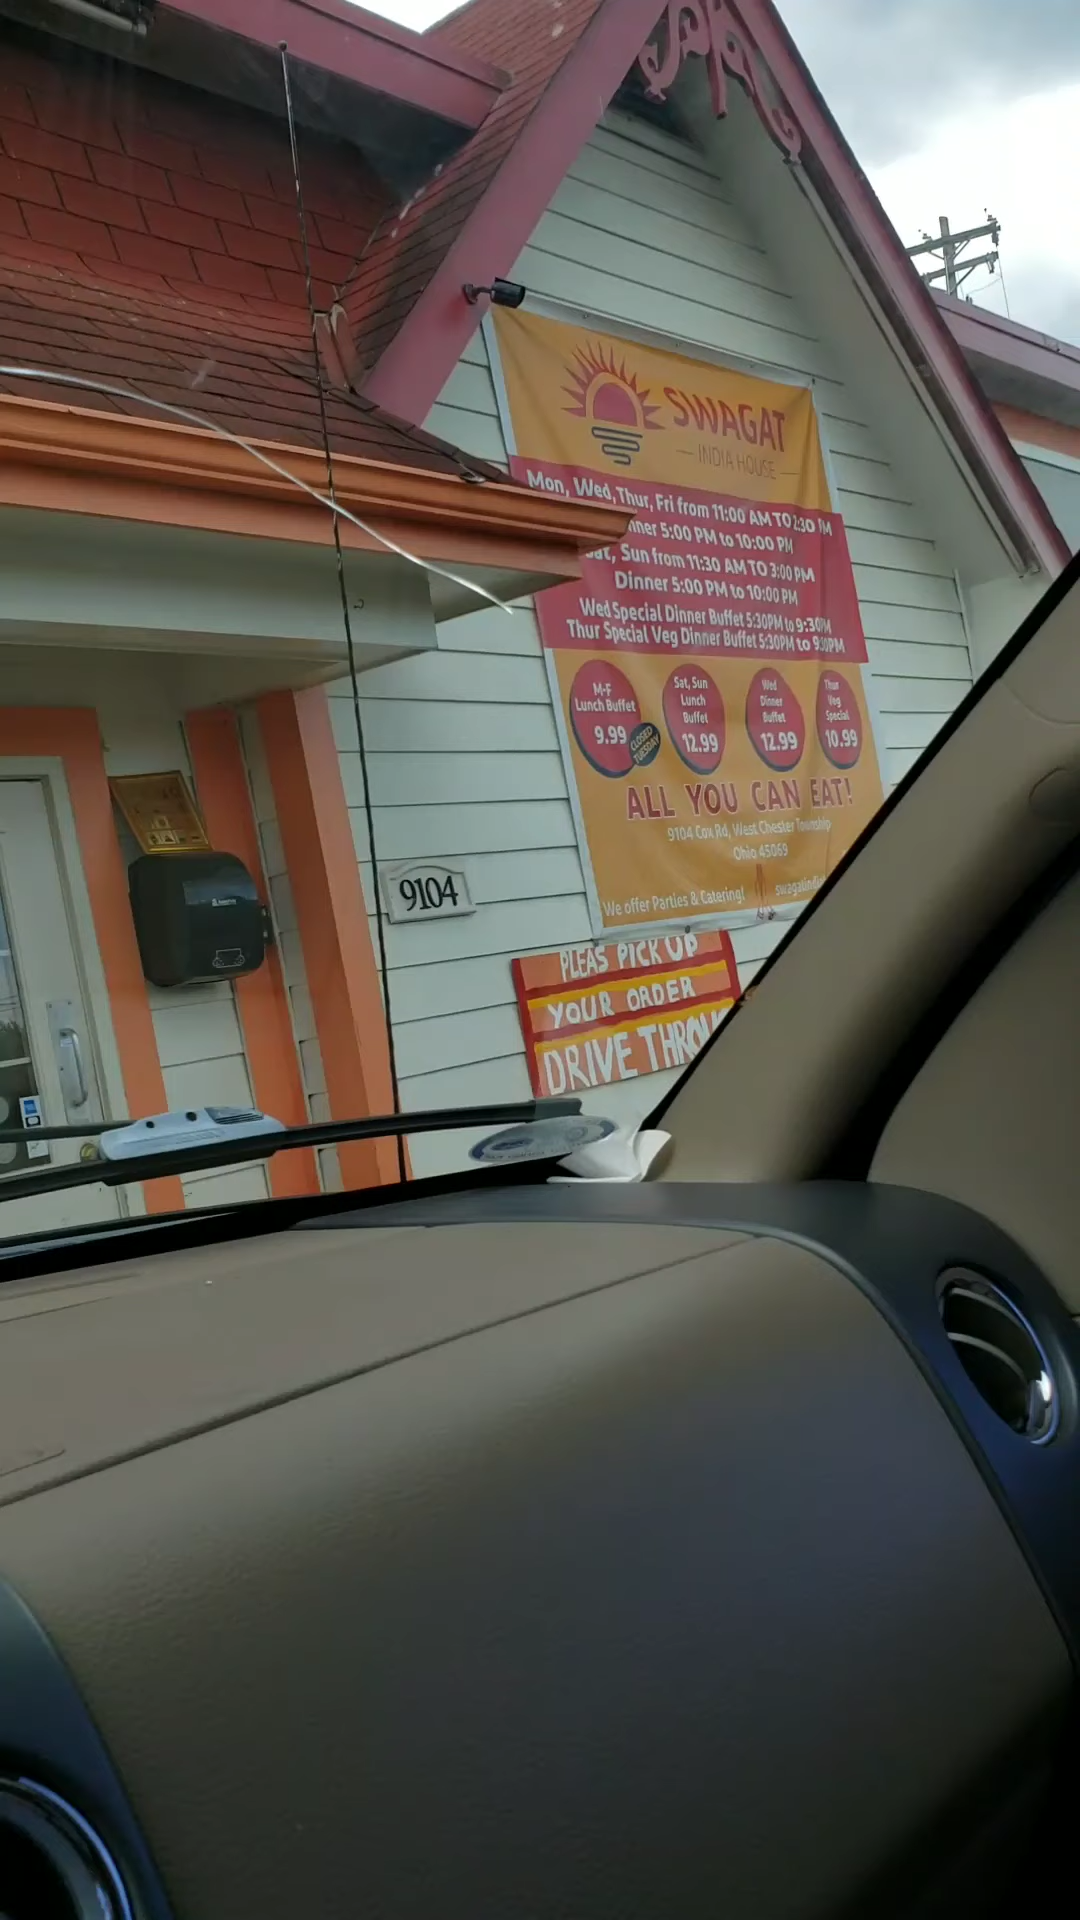 SWAGAT
INDIA HOUSE
Mon, Wed, Thur, Fri from 11:00 AM TO 2:30 PM
5:00 PM to 10:00 PM
Sat, Sun from 11:30 AM TO 3:00 PM
Dinner 5:00 PM to 10:00 PM
Wed Special Dinner Buffet 5:30PM to 9:30PM
Thur Special Veg Dinner Buffet 5:30PM to 9:30PM
M-F
Lunch Buffet
9.99
CLOSED
TUESDAY
Sat, Sun
Lunch
Buffet
12.99
Wed
Dinner
Buffet
12.99
Thur
Veg
Special
10.99
ALL YOU CAN EAT!
9104 Cox Rd, West Chester Township
Ohio 45069
We offer Parties & Catering!
9104
PLEAS PICK UP
YOUR ORDER
DRIVE